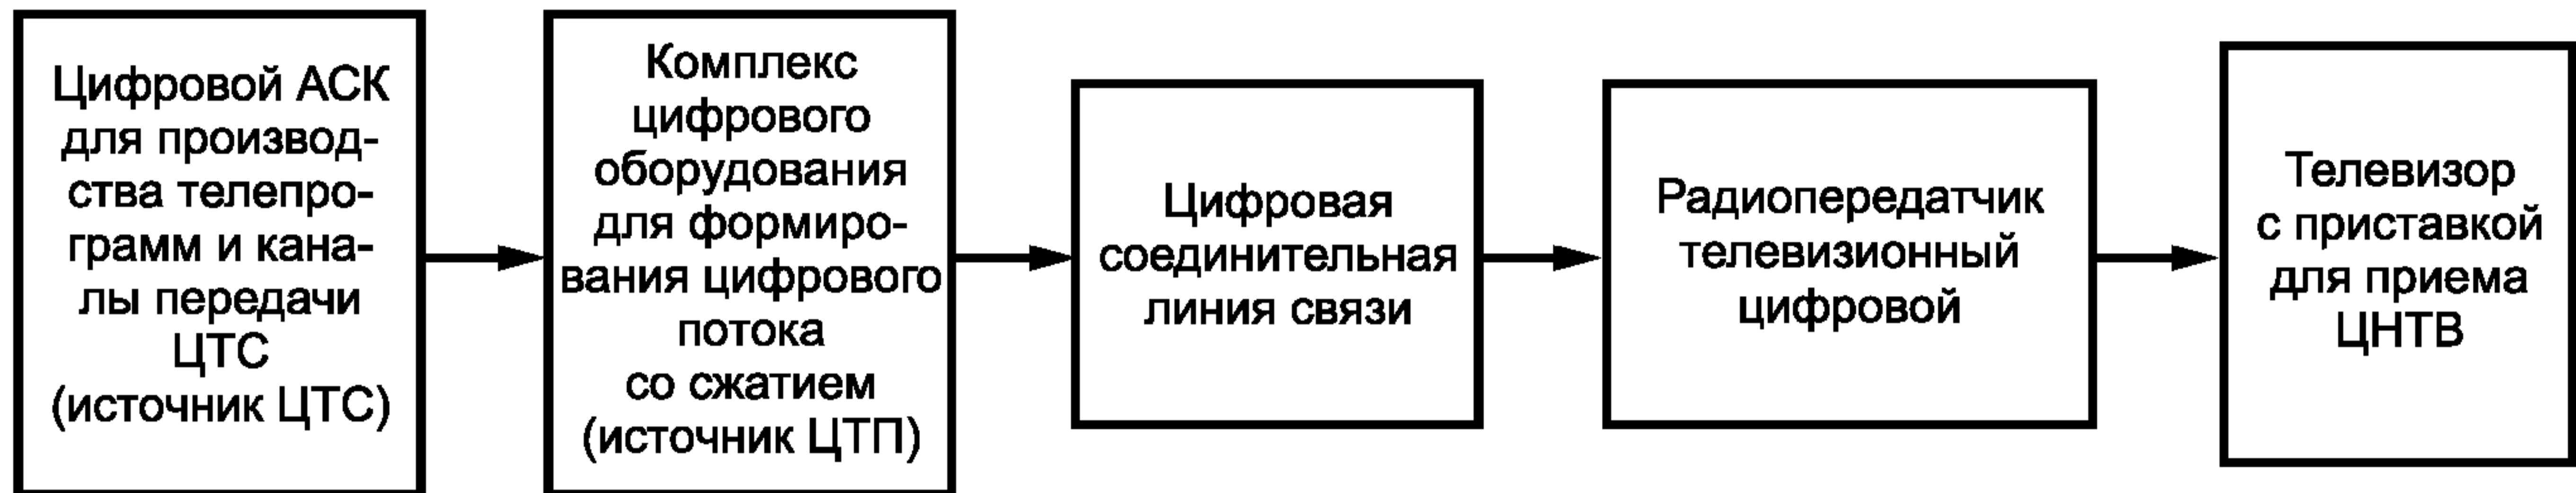 Цифровой АСК
для производ-
ства телепро-
грамм и кана-
лы передачи
ЦТС
(источник ЦТС)
Комплекс
цифрового
оборудования
для формиро-
вания цифрового
потока
со сжатием
(источник ЦТП)
Цифровая
соединительная
линия связи
Радиопередатчик
телевизионный
цифровой
Телевизор
с приставкой
для приема
ЦНТВ